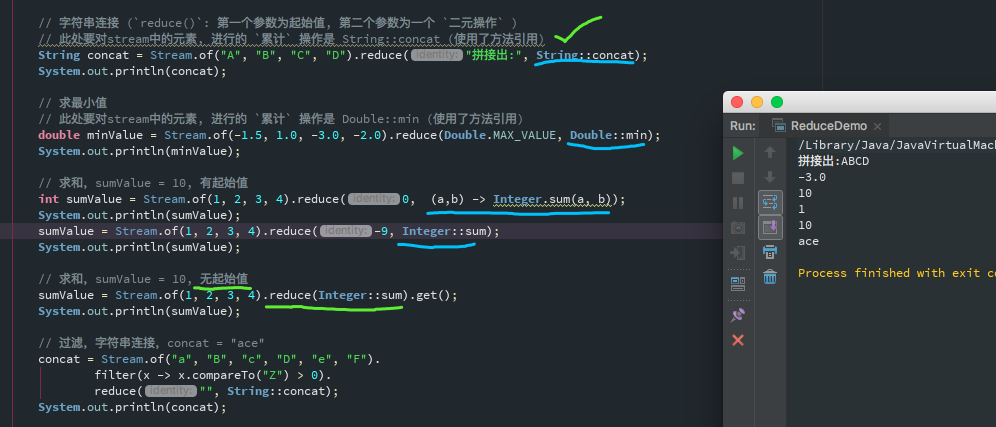 // 字符串连接 (`reduce()`: 第一个参数为起始值, 第二个参数为一个 `二元操作` )
// 此处要对stream中的元素, 进行的 `累计` 操作是 String::concat (使用了方法引用)
String concat = Stream.of("A", "B", "C", "D").reduce( identity: "拼接出:", String::concat);
System.out.println(concat);
// 求最小值
// 此处要对stream中的元素, 进行的 `累计` 操作是 Double::min (使用了方法引用)
double minValue = Stream.of(-1.5, 1.0, -3.0, -2.0).reduce(Double.MAX_VALUE, Double::min);
System.out.println(minValue);
// 求和, sumValue = 10, 有起始值
int sumValue = Stream.of(1, 2, 3, 4).reduce( identity: 0, (a,b) -> Integer.sum(a, b));
System.out.println(sumValue);
sumValue = Stream.of(1, 2, 3, 4).reduce( identity: -9, Integer::sum);
System.out.println(sumValue);
// 求和, sumValue = 10, 无起始值
sumValue = Stream.of(1, 2, 3, 4).reduce(Integer::sum).get();
System.out.println(sumValue);
// 过滤, 字符串连接, concat = "ace"
concat = Stream.of("a", "B", "c", "D", "e", "F").
filter(x -> x.compareTo("Z") > 0).
reduce( identity: "", String::concat);
System.out.println(concat);
Run: ReduceDemo ×
/Library/Java/JavaVirtualMac
拼接出:ABCD
-3.0
10
1
10
ace
Process finished with exit co